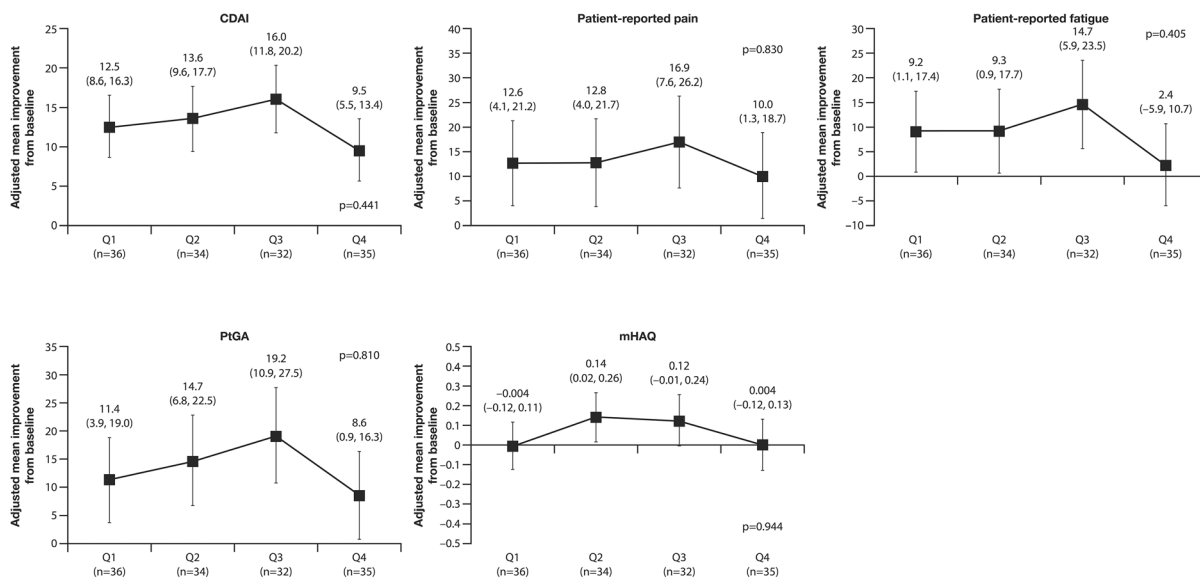 CDAI
Adjusted mean improvement
from baseline
25
20
15
10
5
0
12.5
(8.6, 16.3)
13.6
(9.6, 17.7)
16.0
(11.8, 20.2)
9.5
(5.5, 13.4)
p=0.441
Q1
(n=36)
Q2
(n=34)
Q3
(n=32)
Q4
(n=35)
Patient-reported pain
Adjusted mean improvement
from baseline
40
35
30
25
20
15
10
5
0
12.6
(4.1, 21.2)
12.8
(4.0, 21.7)
16.9
(7.6, 26.2)
10.0
(1.3, 18.7)
p=0.830
Q1
(n=36)
Q2
(n=34)
Q3
(n=32)
Q4
(n=35)
Patient-reported fatigue
Adjusted mean improvement
from baseline
30
25
20
15
10
5
0
−5
−10
9.2
(1.1, 17.4)
9.3
(0.9, 17.7)
14.7
(5.9, 23.5)
2.4
(−5.9, 10.7)
p=0.405
Q1
(n=36)
Q2
(n=34)
Q3
(n=32)
Q4
(n=35)
PtGA
Adjusted mean improvement
from baseline
35
30
25
20
15
10
5
0
11.4
(3.9, 19.0)
14.7
(6.8, 22.5)
19.2
(10.9, 27.5)
8.6
(0.9, 16.3)
p=0.810
Q1
(n=36)
Q2
(n=34)
Q3
(n=32)
Q4
(n=35)
mHAQ
Adjusted mean improvement
from baseline
0.5
0.4
0.3
0.2
0.1
0
−0.1
−0.2
−0.3
−0.4
−0.5
−0.004
(−0.12, 0.11)
0.14
(0.02, 0.26)
0.12
(−0.01, 0.24)
0.004
(−0.12, 0.13)
p=0.944
Q1
(n=36)
Q2
(n=34)
Q3
(n=32)
Q4
(n=35)